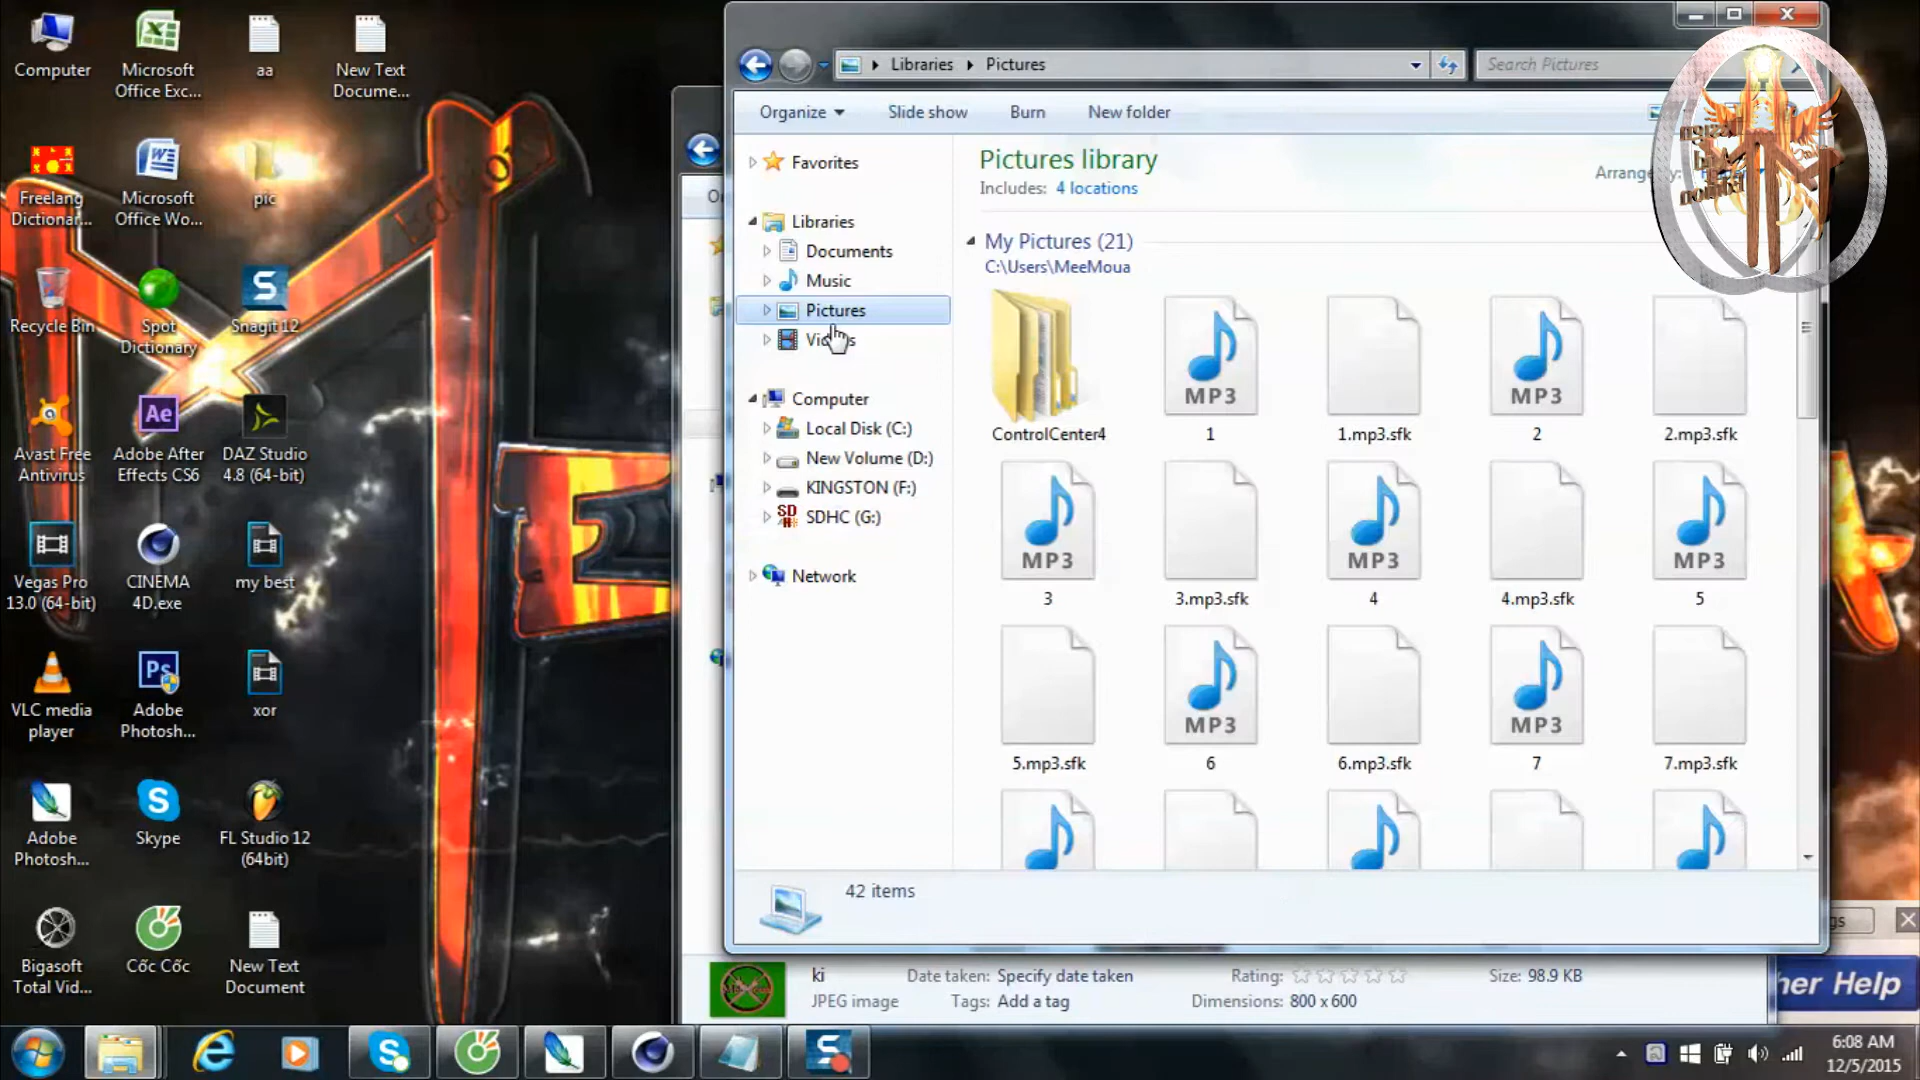 Computer
Microsoft
Office Exc...
aa
New Text
Docume...
Freelang
Dictionar...
Microsoft
Office Wo...
pic
Recycle Bin
Spot
Dictionary
Snagit 12
Avast Free
Antivirus
Adobe After
Effects CS6
DAZ Studio
4.8 (64-bit)
Vegas Pro
13.0 (64-bit)
CINEMA
4D.exe
my best
VLC media
player
Adobe
Photosh...
xor
Adobe
Photosh...
Skype
FL Studio 12
(64bit)
Bigasoft
Total Vid...
Cốc Cốc
New Text
Document
Libraries
Pictures
Search Pictures
Organize
Slide show
Burn
New folder
Favorites
Libraries
Documents
Music
Pictures
Computer
Local Disk (C:)
New Volume (D:)
KINGSTON (F:)
SDHC (G:)
Network
Pictures library
Includes: 4 locations
My Pictures (21)
C:\Users\MeeMoua
ControlCenter4
MP3
1
1.mp3.sfk
MP3
2
2.mp3.sfk
MP3
3
3.mp3.sfk
MP3
4
4.mp3.sfk
MP3
5
5.mp3.sfk
MP3
6
6.mp3.sfk
MP3
7
7.mp3.sfk
42 items
ki
JPEG image
Date taken: Specify date taken
Tags: Add a tag
Rating:
Dimensions: 800 x 600
Size: 98.9 KB
her Help
6:08 AM
12/5/2015